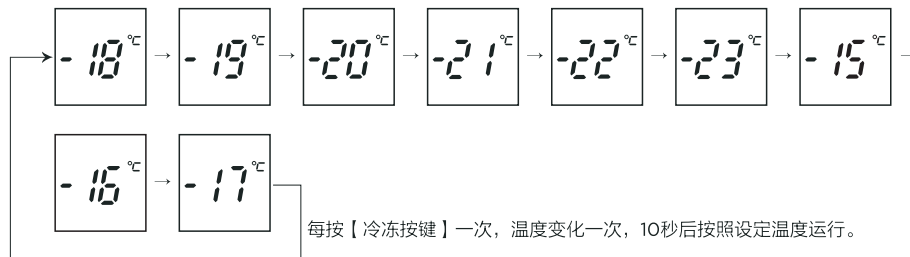 -18℃ → -19℃ → -20℃ → -21℃ → -22℃ → -23℃ → -15℃
-16℃ → -17℃
每按【冷冻按键】一次，温度变化一次，10秒后按照设定温度运行。